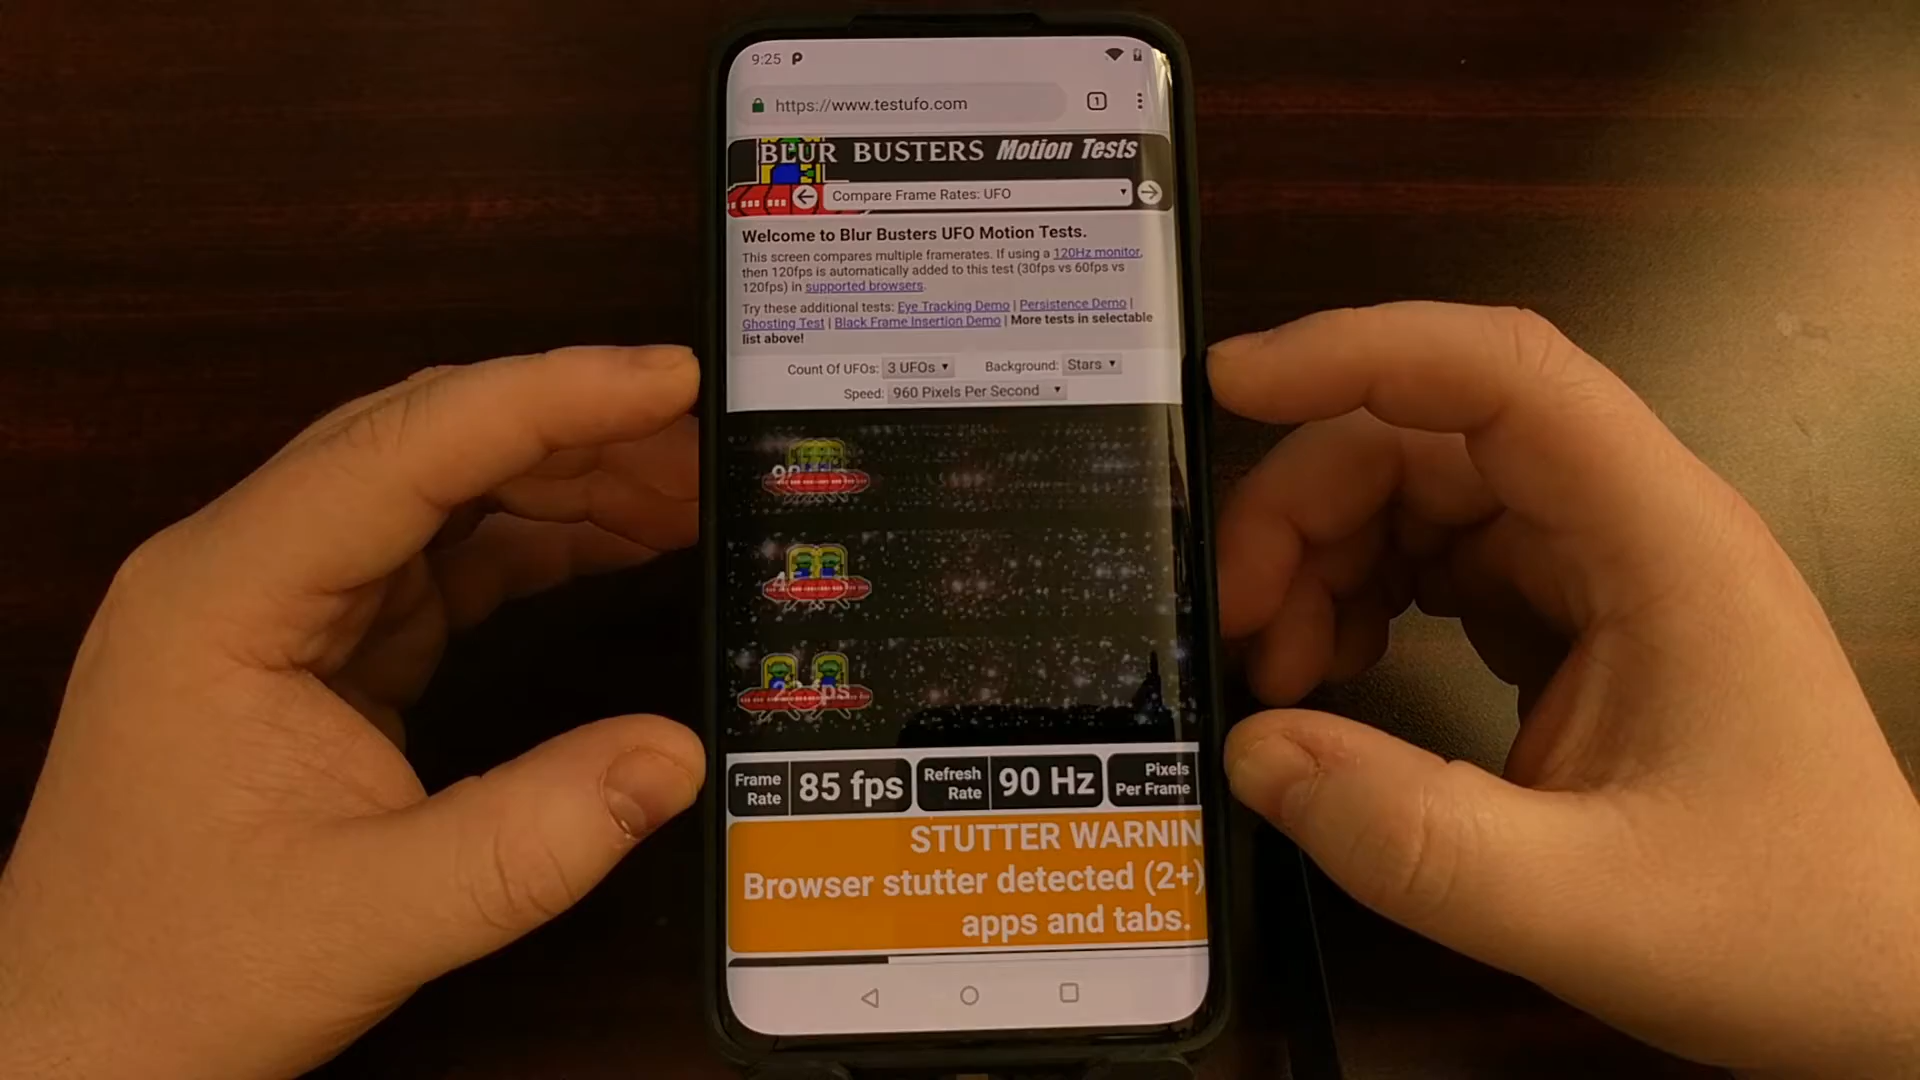 9:25
https://www.testufo.com
1
BLUR BUSTERS Motion Tests
Compare Frame Rates: UFO
Welcome to Blur Busters UFO Motion Tests.
This screen compares multiple framerates. If using a 120Hz monitor,
then 120fps is automatically added to this test (30fps vs 60fps vs
120fps) in supported browsers.
Try these additional tests: Eye Tracking Demo | Persistence Demo |
Ghosting Test | Black Frame Insertion Demo | More tests in selectable
list above!
Count Of UFOs: 3 UFOs Background: Stars
Speed: 960 Pixels Per Second
Frame Rate 85 fps Refresh Rate 90 Hz Pixels Per Frame
STUTTER WARNIN
Browser stutter detected (2+)
apps and tabs.